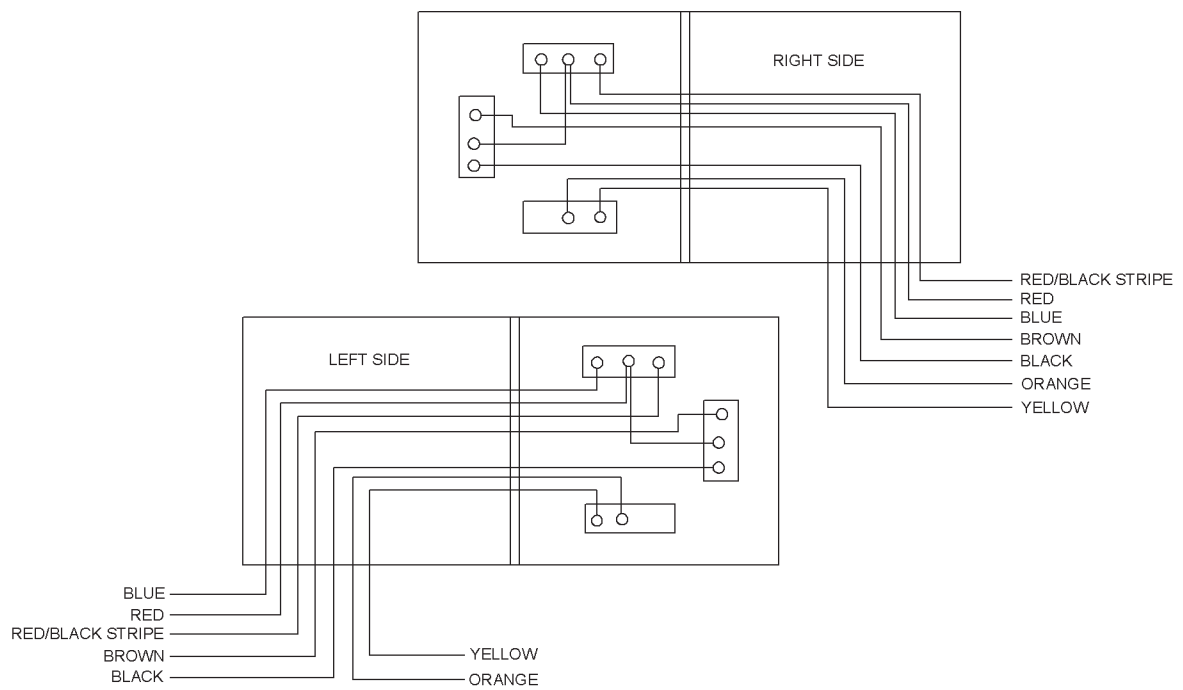 RIGHT SIDE
RED/BLACK STRIPE
RED
BLUE
BROWN
BLACK
ORANGE
YELLOW
LEFT SIDE
BLUE
RED
RED/BLACK STRIPE
BROWN
BLACK
YELLOW
ORANGE